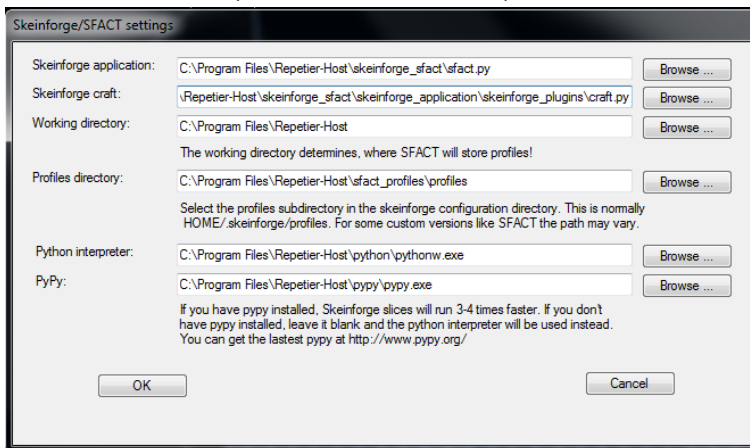 Skeinforge/SFACT settings
Skeinforge application: C:\Program Files\Repetier-Host\skeinforge_sfact\sfact.py Browse ...
Skeinforge craft: \Repetier-Host\skeinforge_sfact\skeinforge_application\skeinforge_plugins\craft.py Browse ...
Working directory: C:\Program Files\Repetier-Host Browse ...
The working directory determines, where SFACT will store profiles!
Profiles directory: C:\Program Files\Repetier-Host\sfact_profiles\profiles Browse ...
Select the profiles subdirectory in the skeinforge configuration directory. This is normally
HOME/.skeinforge/profiles. For some custom versions like SFACT the path may vary.
Python interpreter: C:\Program Files\Repetier-Host\python\pythonw.exe Browse ...
PyPy: C:\Program Files\Repetier-Host\pypy\pypy.exe Browse ...
If you have pypy installed, Skeinforge slices will run 3-4 times faster. If you don't
have pypy installed, leave it blank and the python interpreter will be used instead.
You can get the lastest pypy at http://www.pypy.org/
OK Cancel